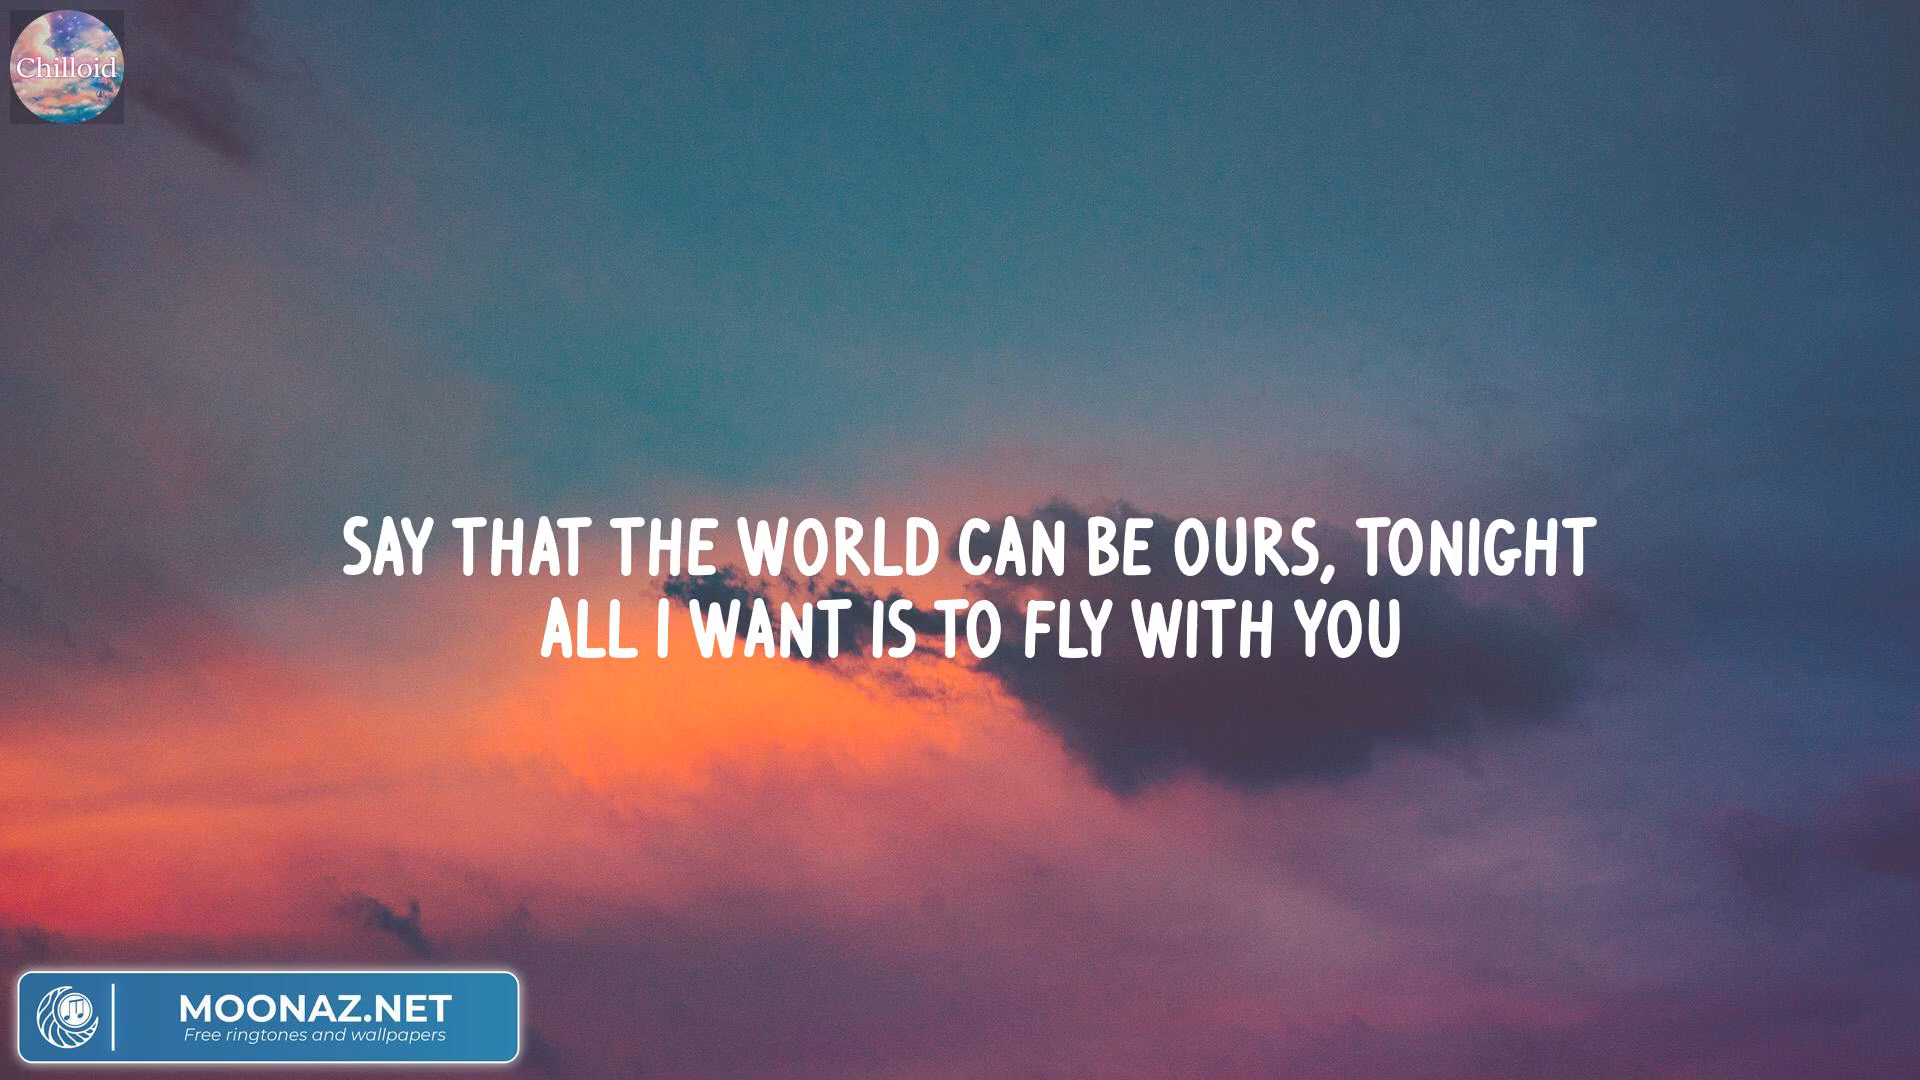 Chilloid
SAY THAT THE WORLD CAN BE OURS, TONIGHT
ALL I WANT IS TO FLY WITH YOU
MOONAZ.NET
Free ringtones and wallpapers